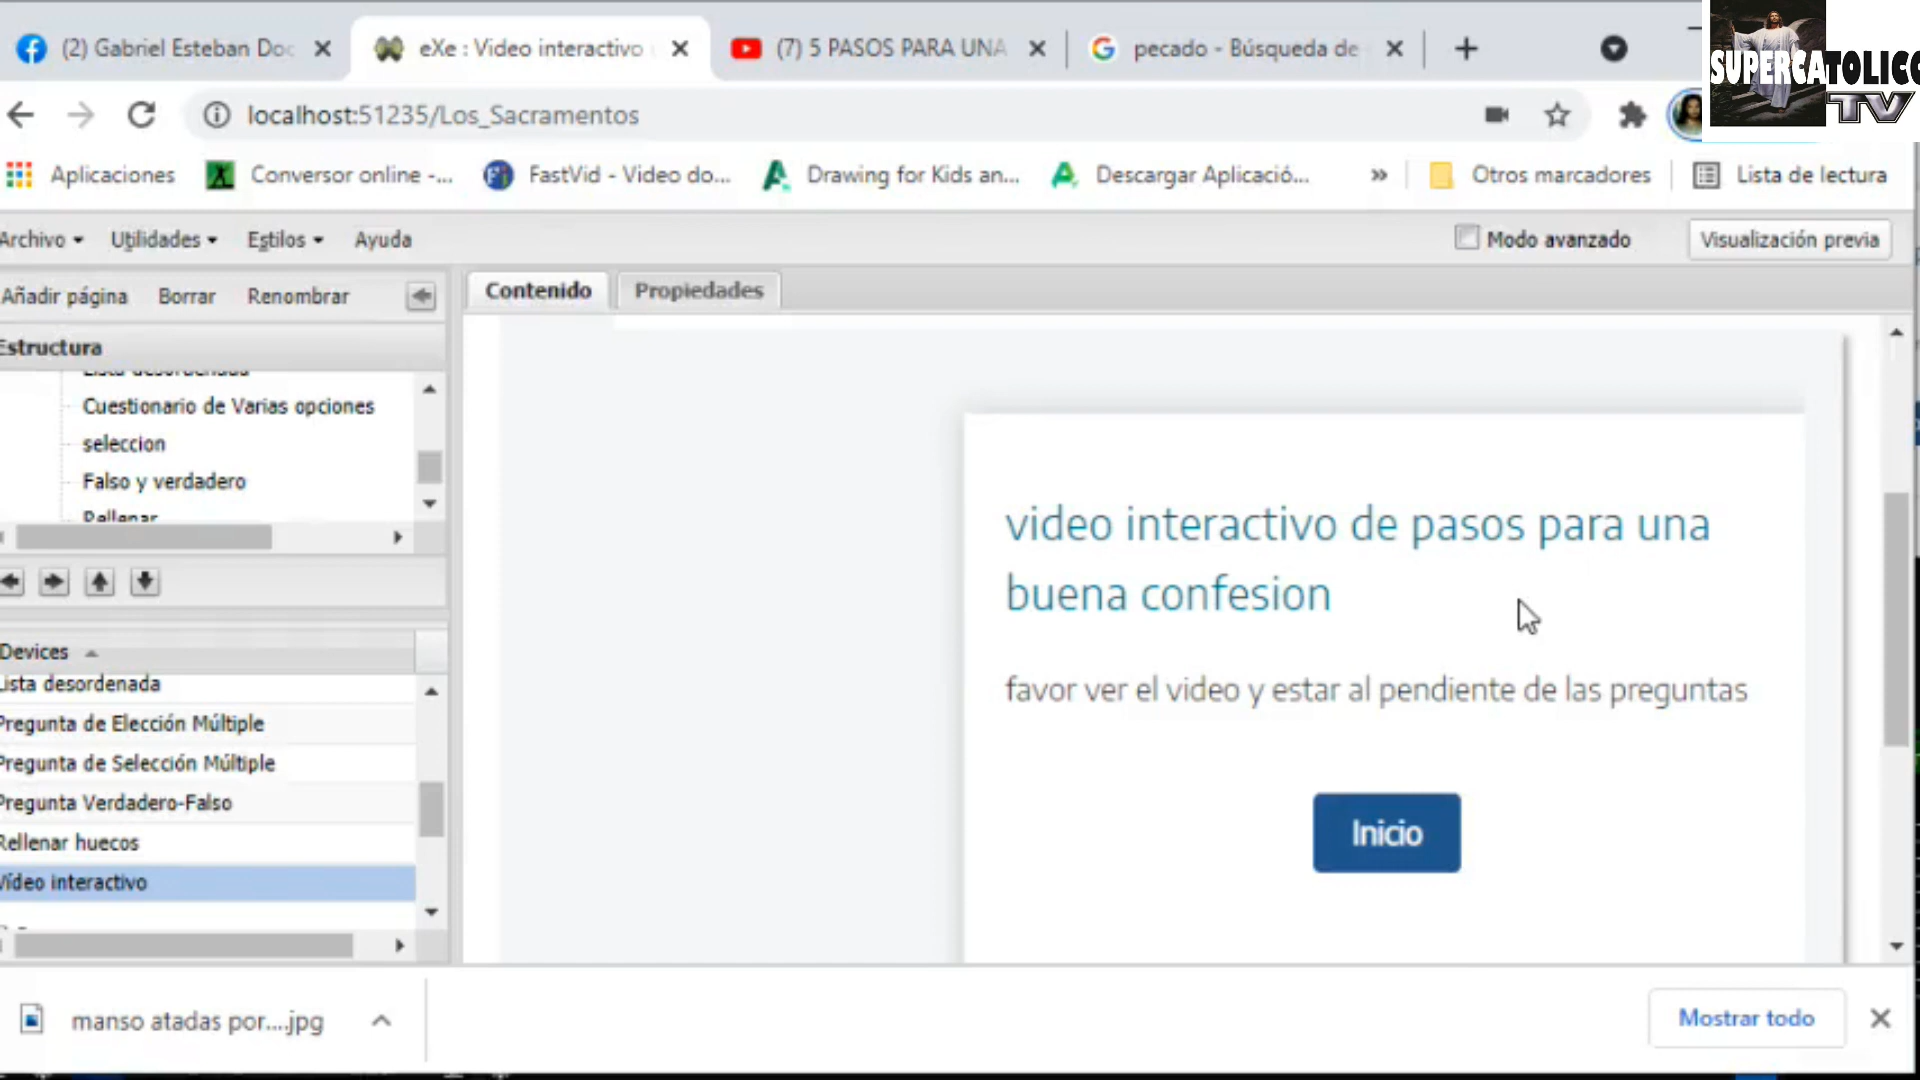 (2) Gabriel Esteban Doc
eXe : Video interactivo
(7) 5 PASOS PARA UNA
pecado - Búsqueda de
SUPERCATOLICO
TV
localhost:51235/Los_Sacramentos
Aplicaciones
Conversor online -...
FastVid - Video do...
Drawing for Kids an...
Descargar Aplicació...
»
Otros marcadores
Lista de lectura
Archivo
Utilidades
Estilos
Ayuda
Modo avanzado
Visualización previa
Añadir página
Borrar
Renombrar
Contenido
Propiedades
Estructura
Lista desordenada
Cuestionario de Varias opciones
seleccion
Falso y verdadero
Rellenar
video interactivo de pasos para una
buena confesion
favor ver el video y estar al pendiente de las preguntas
Inicio
Devices
Lista desordenada
Pregunta de Elección Múltiple
Pregunta de Selección Múltiple
Pregunta Verdadero-Falso
Rellenar huecos
Vídeo interactivo
manso atadas por....jpg
Mostrar todo